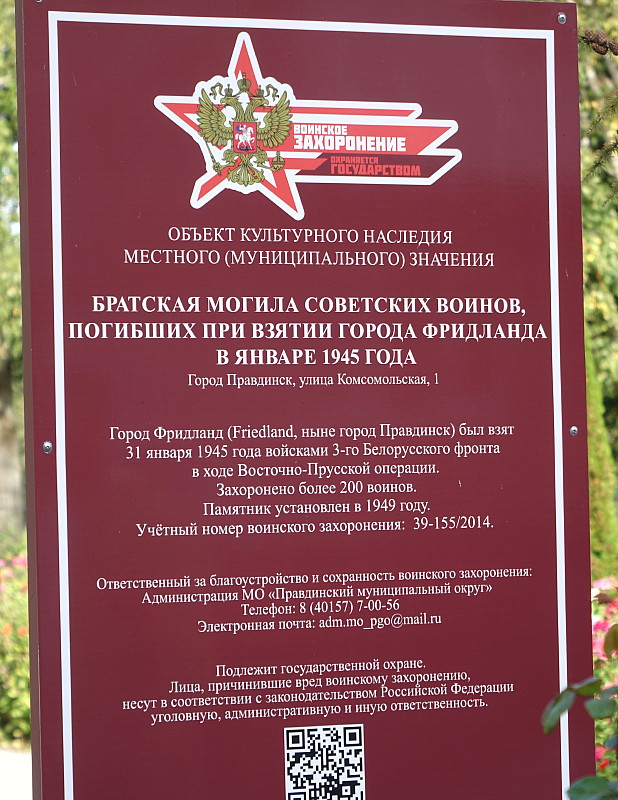 ВОИНСКОЕ
ЗАХОРОНЕНИЕ
ОХРАНЯЕТСЯ
ГОСУДАРСТВОМ
ОБЪЕКТ КУЛЬТУРНОГО НАСЛЕДИЯ
МЕСТНОГО (МУНИЦИПАЛЬНОГО) ЗНАЧЕНИЯ
БРАТСКАЯ МОГИЛА СОВЕТСКИХ ВОИНОВ,
ПОГИБШИХ ПРИ ВЗЯТИИ ГОРОДА ФРИДЛАНДА
В ЯНВАРЕ 1945 ГОДА
Город Правдинск, улица Комсомольская, 1
Город Фридланд (Friedland, ныне город Правдинск) был взят
31 января 1945 года войсками 3-го Белорусского фронта
в ходе Восточно-Прусской операции.
Захоронено более 200 воинов.
Памятник установлен в 1949 году.
Учётный номер воинского захоронения: 39-155/2014.
Ответственный за благоустройство и сохранность воинского захоронения:
Администрация МО «Правдинский муниципальный округ»
Телефон: 8 (40157) 7-00-56
Электронная почта: adm.mo_pgo@mail.ru
Подлежит государственной охране.
Лица, причинившие вред воинскому захоронению,
несут в соответствии с законодательством Российской Федерации
уголовную, административную и иную ответственность.